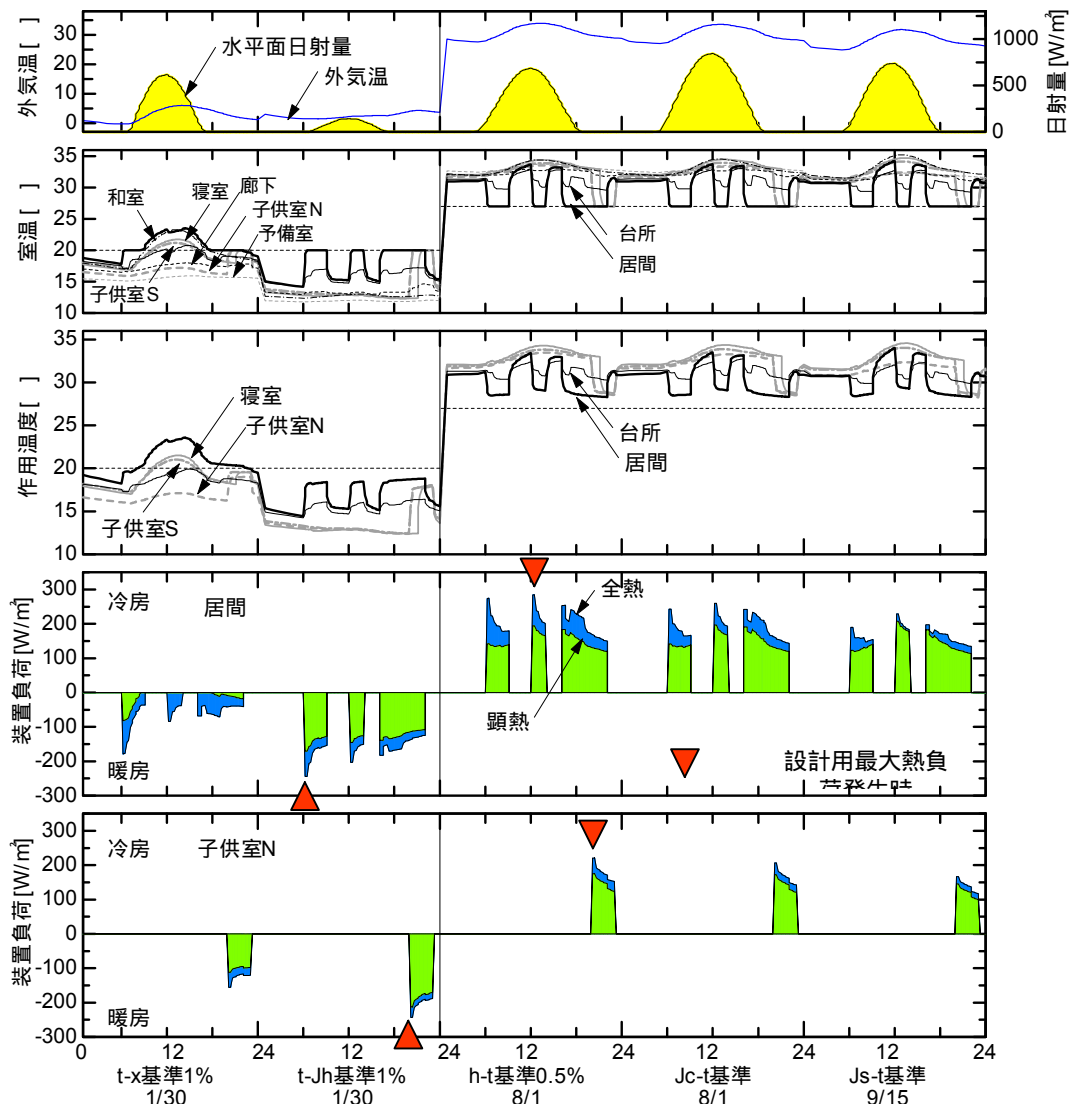 外気温[ ]
30
20
10
0
水平面日射量
外気温
1000
500
0
日射量[W/m²]
室温[ ]
35
30
25
20
15
10
和室
寝室
廊下
子供室N
予備室
子供室S
台所
居間
作用温度[ ]
35
30
25
20
15
10
寝室
子供室N
子供室S
台所
居間
装置負荷[W/m²]
300
200
100
0
-100
-200
-300
冷房
居間
暖房
全熱
顕熱
設計用最大熱負
荷発生時
装置負荷[W/m²]
300
200
100
0
-100
-200
-300
冷房
子供室N
暖房
0 12 24 12 24 12 24 12 24 12 24
t-x基準1% t-Jh基準1% h-t基準0.5% Jc-t基準 Js-t基準
1/30 1/30 8/1 8/1 9/15